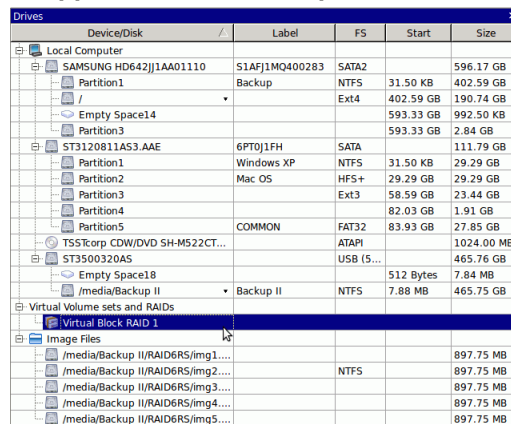 Drives
Device/Disk Label FS Start Size
Local Computer
SAMSUNG HD642JJ1AA01110 S1AFJ1MQ400283 SATA2 596.17 GB
Partition1 Backup NTFS 31.50 KB 402.59 GB
/ Ext4 402.59 GB 190.74 GB
Empty Space14 593.33 GB 992.50 KB
Partition3 593.33 GB 2.84 GB
ST3120811AS3.AAE 6PT0J1FH SATA 111.79 GB
Partition1 Windows XP NTFS 31.50 KB 29.29 GB
Partition2 Mac OS HFS+ 29.29 GB 29.29 GB
Partition3 Ext3 58.59 GB 23.44 GB
Partition4 82.03 GB 1.91 GB
Partition5 COMMON FAT32 83.93 GB 27.85 GB
TSSTcorp CDW/DVD SH-M522CT... ATAPI 1024.00 MB
ST3500320AS USB (5... 465.76 GB
Empty Space18 512 Bytes 7.84 MB
/media/Backup II Backup II NTFS 7.88 MB 465.75 GB
Virtual Volume sets and RAIDs
Virtual Block RAID 1
Image Files
/media/Backup II/RAID6RS/img1.... 897.75 MB
/media/Backup II/RAID6RS/img2.... NTFS 897.75 MB
/media/Backup II/RAID6RS/img3.... 897.75 MB
/media/Backup II/RAID6RS/img4.... 897.75 MB
/media/Backup II/RAID6RS/img5.... 897.75 MB